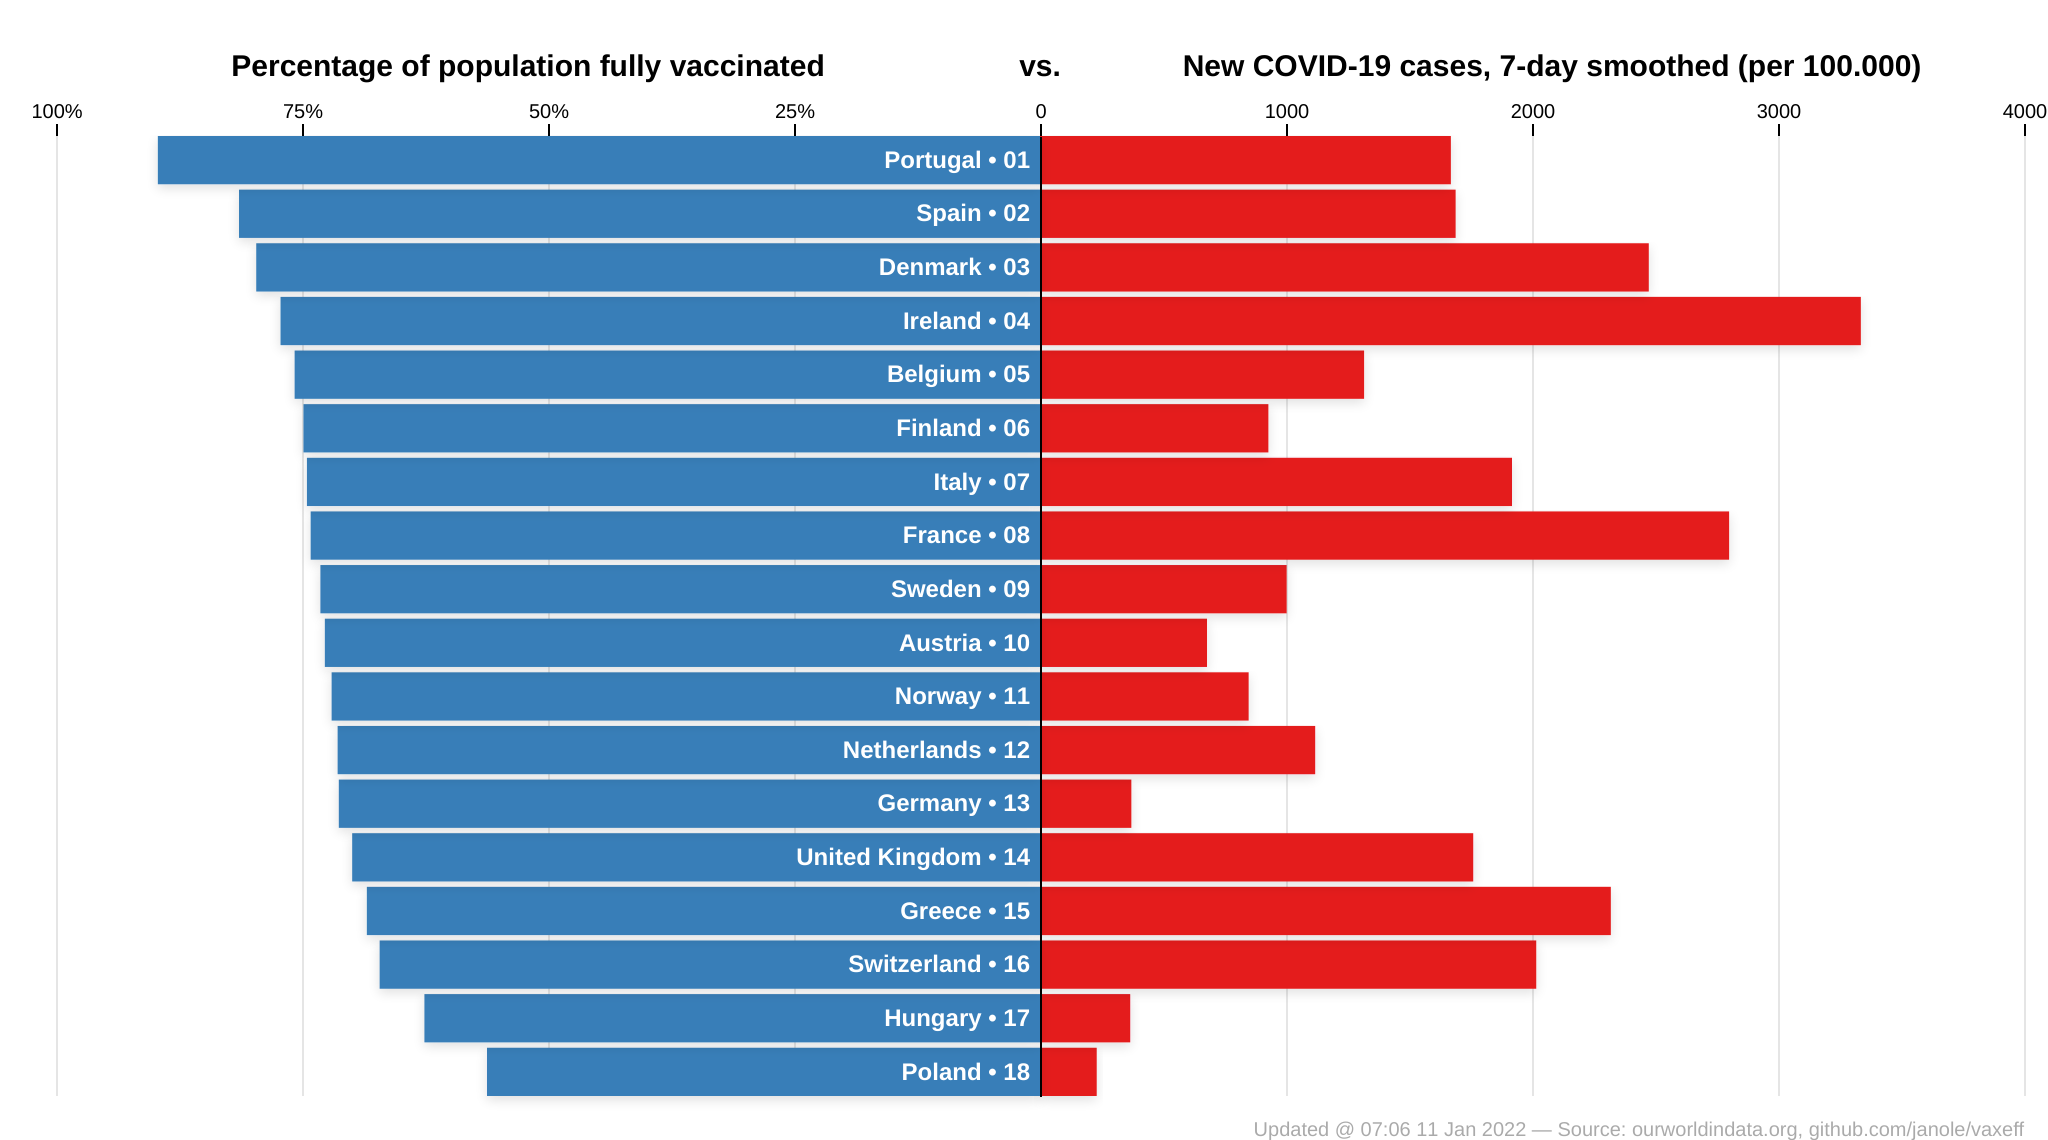 Percentage of population fully vaccinated vs. New COVID-19 cases, 7-day smoothed (per 100.000)
100% 75% 50% 25% 0 1000 2000 3000 4000
Portugal • 01
Spain • 02
Denmark • 03
Ireland • 04
Belgium • 05
Finland • 06
Italy • 07
France • 08
Sweden • 09
Austria • 10
Norway • 11
Netherlands • 12
Germany • 13
United Kingdom • 14
Greece • 15
Switzerland • 16
Hungary • 17
Poland • 18
Updated @ 07:06 11 Jan 2022 — Source: ourworldindata.org, github.com/janole/vaxeff